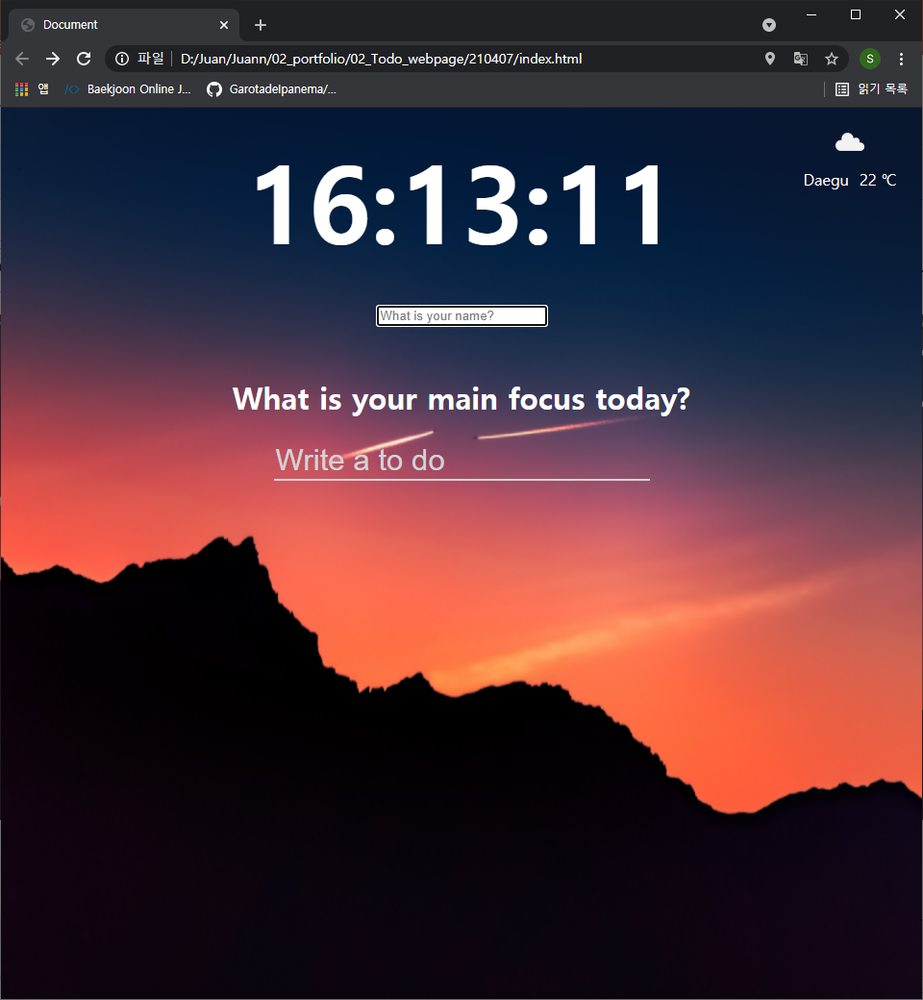 Document
파일 D:/Juan/Juann/02_portfolio/02_Todo_webpage/210407/index.html
S
앱 Baekjoon Online J... GarotadeIpanema/... 읽기 목록
16:13:11
Daegu 22 ℃
What is your name?
What is your main focus today?
Write a to do